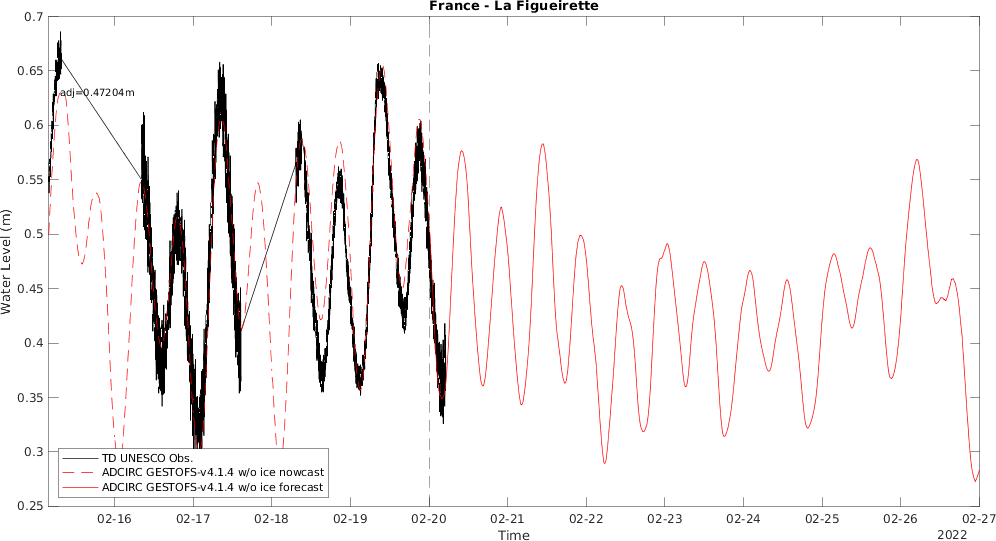 France - La Figueirette
0.7
0.65
0.6
0.55
0.5
0.45
0.4
0.35
0.3
0.25
Water Level (m)
adj=0.47204m
TD UNESCO Obs.
ADCIRC GESTOFS-v4.1.4 w/o ice nowcast
ADCIRC GESTOFS-v4.1.4 w/o ice forecast
02-16 02-17 02-18 02-19 02-20 02-21 02-22 02-23 02-24 02-25 02-26 02-27
Time
2022